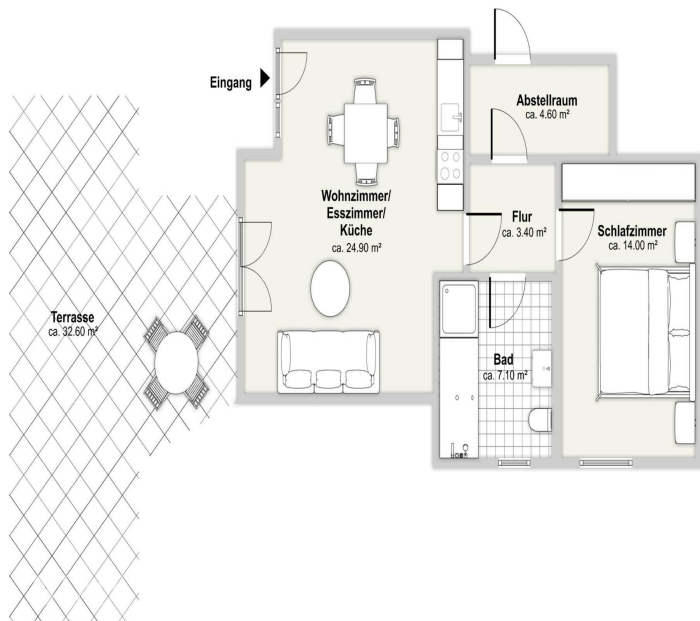 Eingang
Abstellraum
ca. 4.60 m²
Wohnzimmer/
Esszimmer/
Küche
ca. 24.90 m²
Flur
ca. 3.40 m²
Schlafzimmer
ca. 14.00 m²
Terrasse
ca. 32.60 m²
Bad
ca. 7.10 m²